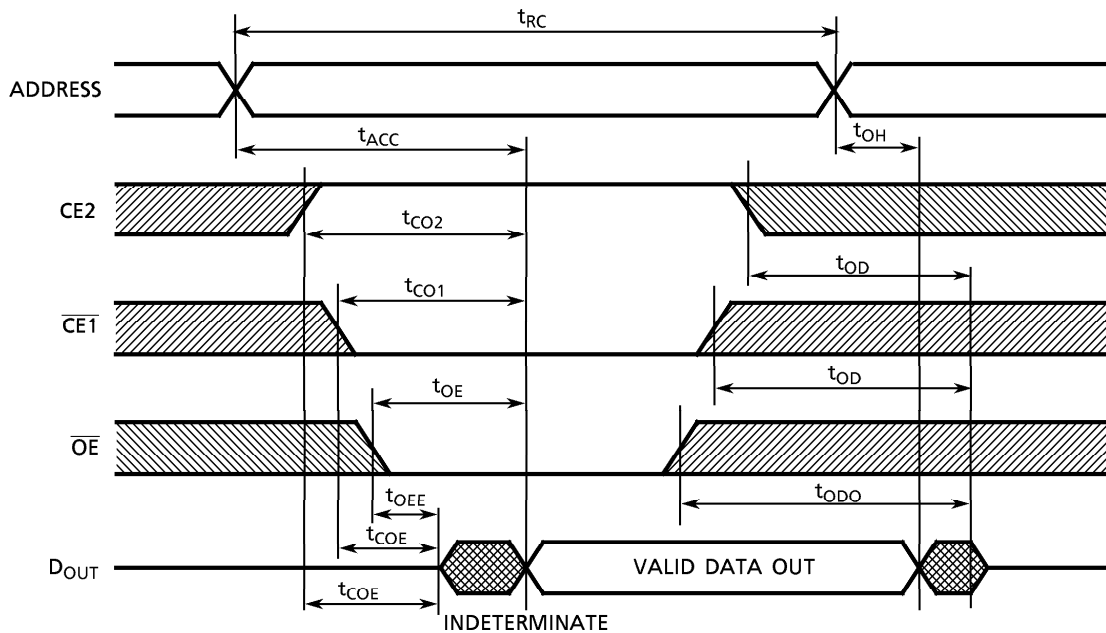 tRC
ADDRESS
tACC
tOH
CE2
tCO2
tOD
CE1
tCO1
tOD
OE
tOE
tODO
tOEE
tCOE
DOUT
VALID DATA OUT
tCOE
INDETERMINATE